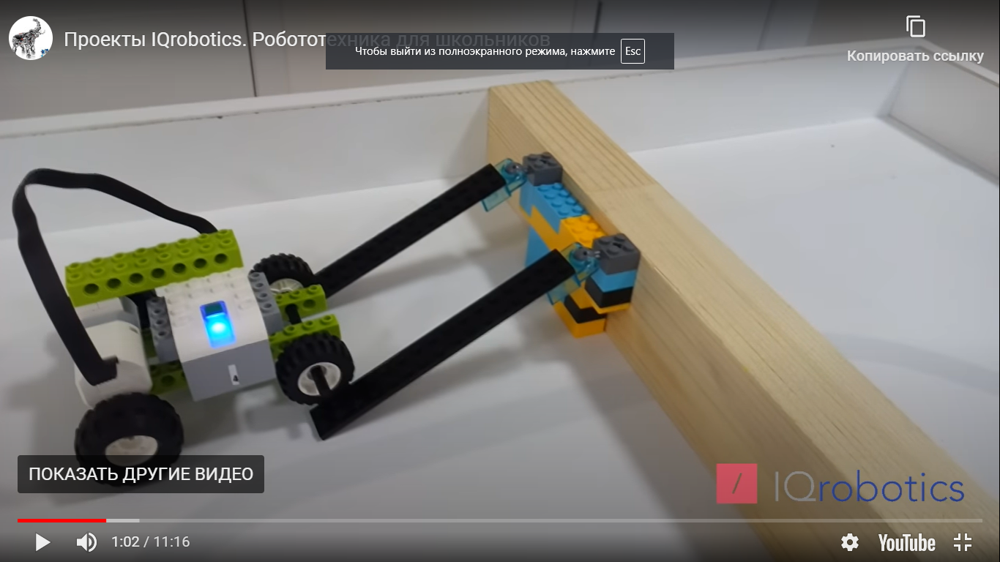 Проекты IQrobotics. Робототехника для школьников
Чтобы выйти из полноэкранного режима, нажмите Esc
Копировать ссылку
ПОКАЗАТЬ ДРУГИЕ ВИДЕО
/ IQrobotics
1:02 / 11:16
YouTube